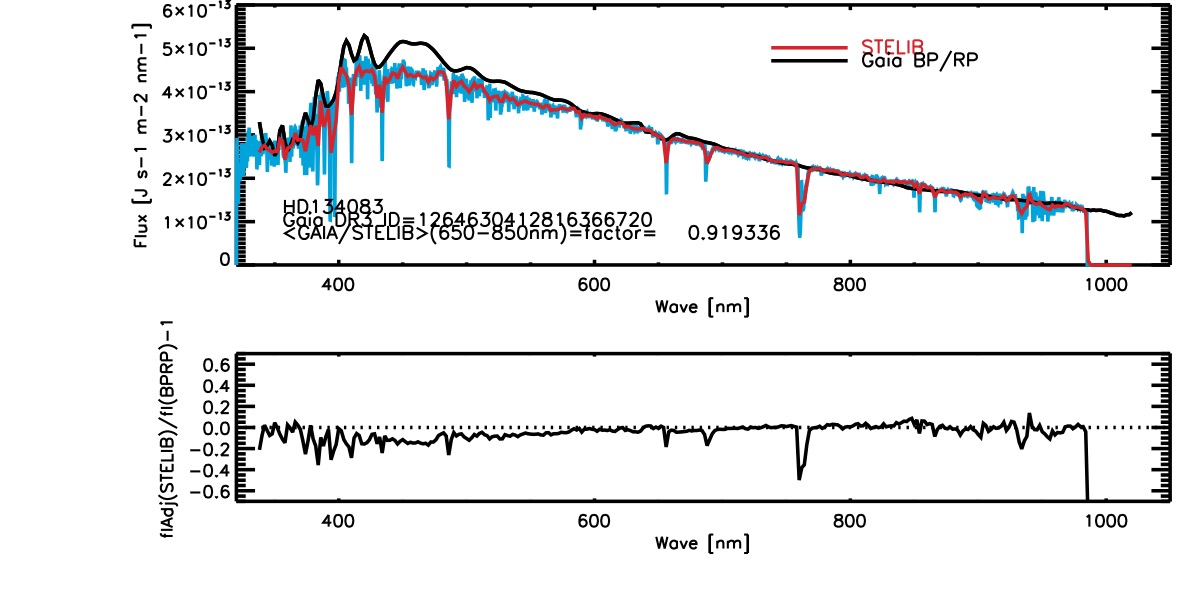 6×10−13
5×10−13
4×10−13
3×10−13
2×10−13
1×10−13
0
Flux [J s−1 m−2 nm−1]
STELIB
Gaia BP/RP
HD134083
Gaia DR3 ID=1264630412816366720
<GAIA/STELIB>(650−850nm)=factor= 0.919336
400 600 800 1000
Wave [nm]
0.6
0.4
0.2
0.0
−0.2
−0.4
−0.6
flAdj(STELIB)/fl(BPRP)−1
400 600 800 1000
Wave [nm]